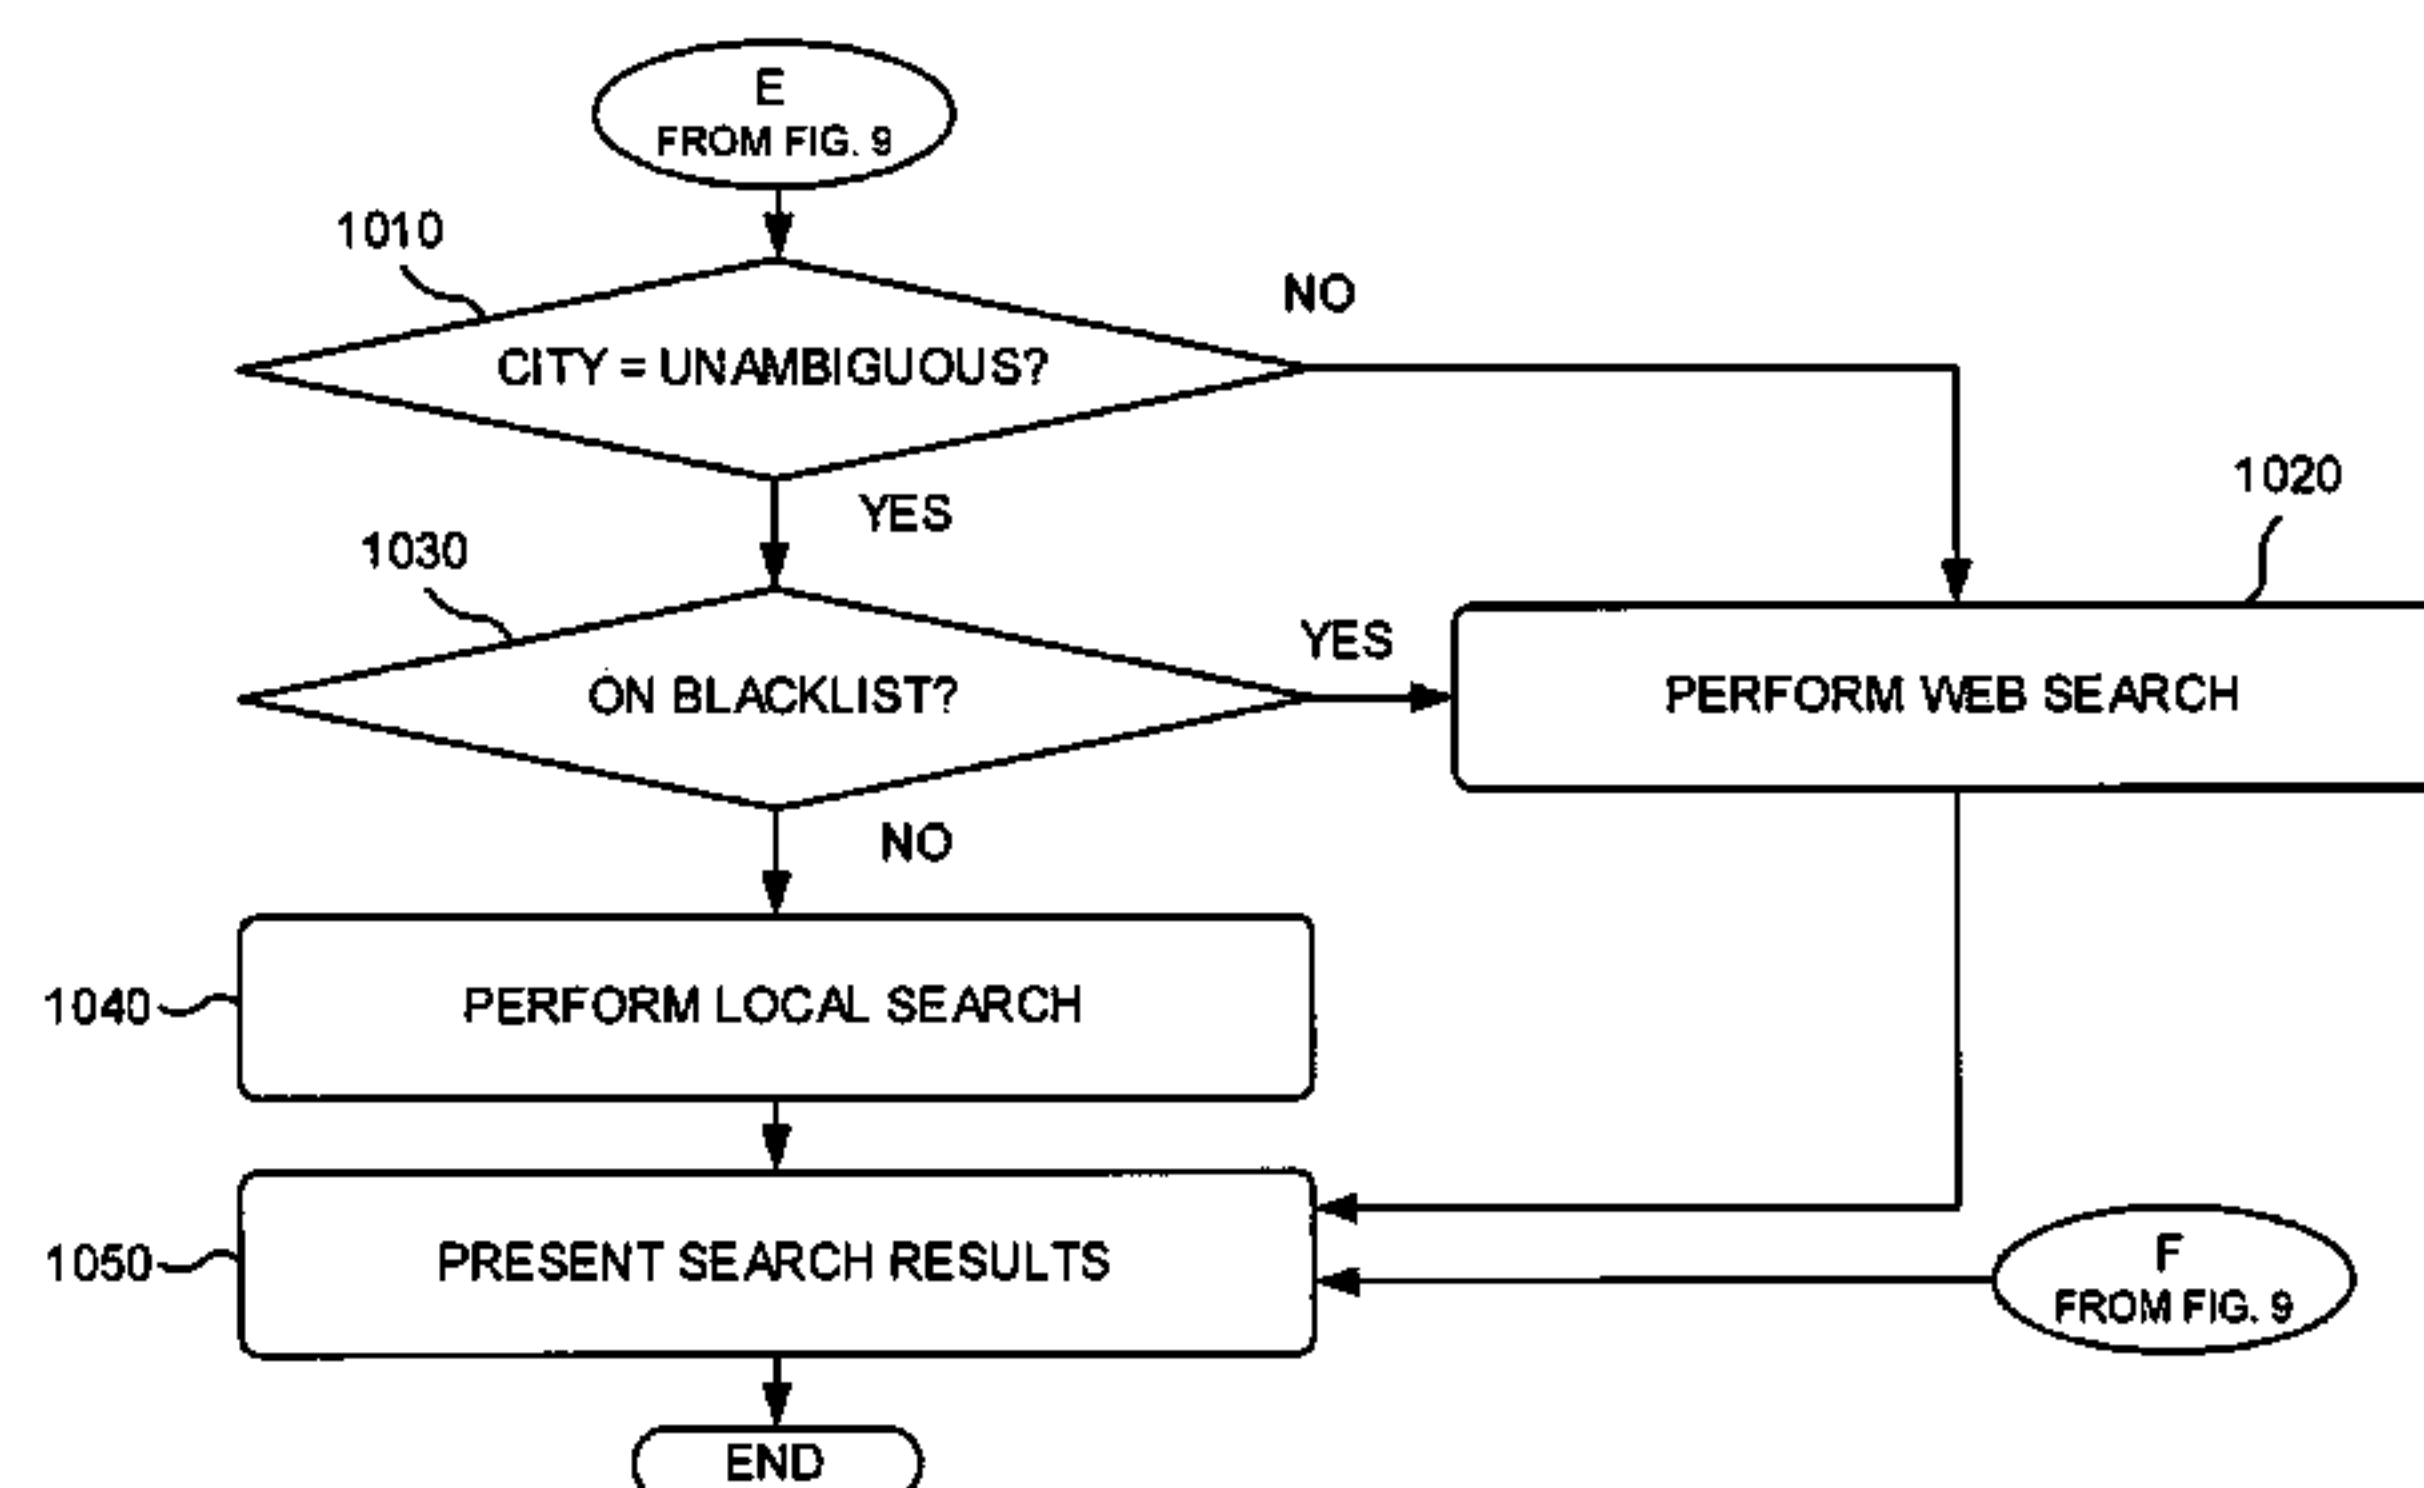 E
FROM FIG. 9
1010
NO
CITY = UNAMBIGUOUS?
YES
1020
1030
YES
ON BLACKLIST?
PERFORM WEB SEARCH
NO
1040
PERFORM LOCAL SEARCH
1050
PRESENT SEARCH RESULTS
F
FROM FIG. 9
END